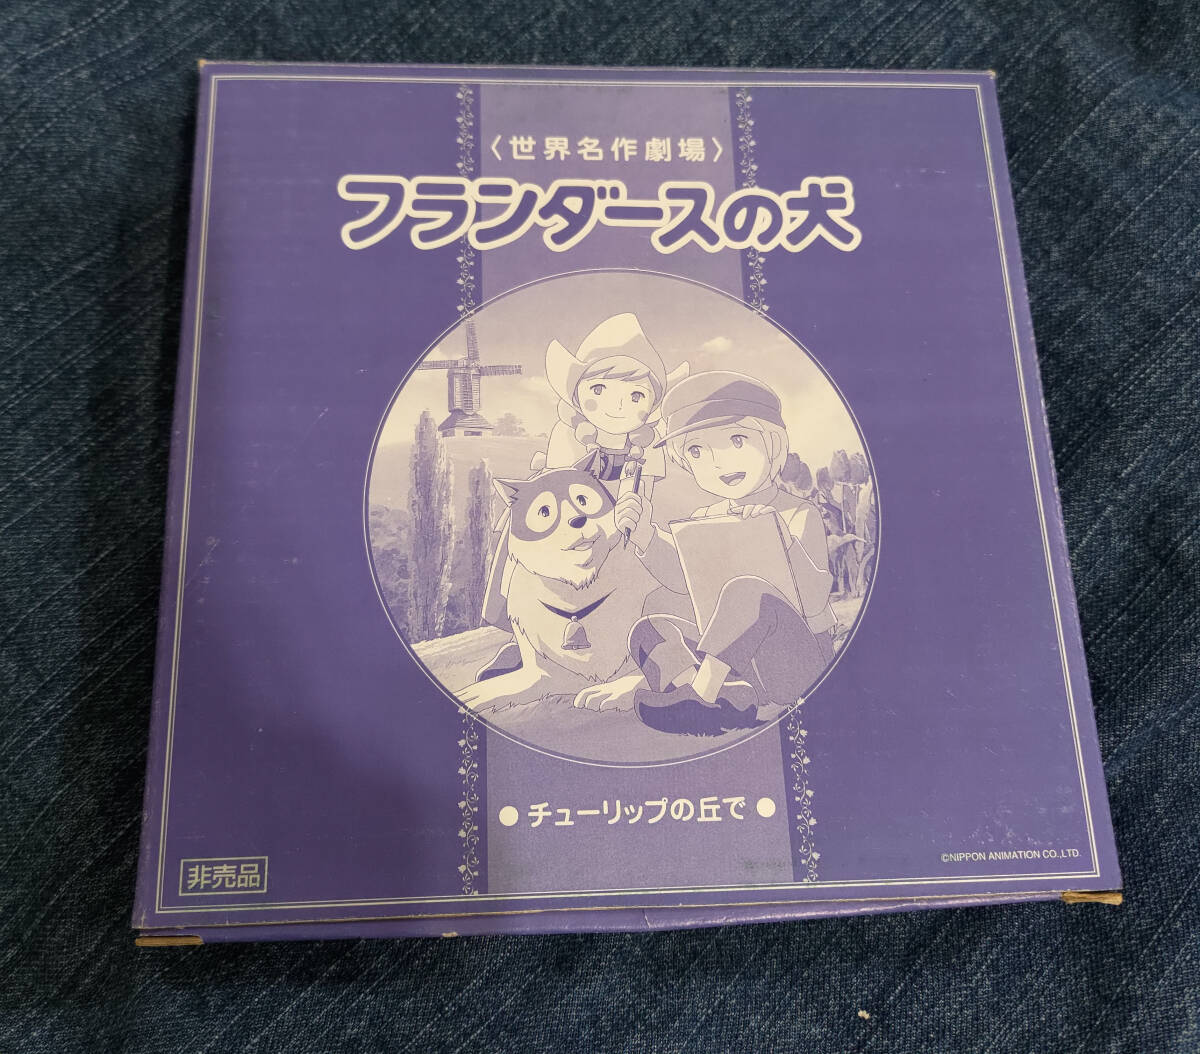 〈世界名作劇場〉
フランダースの犬
● チューリップの丘で ●
非売品
©NIPPON ANIMATION CO.,LTD.